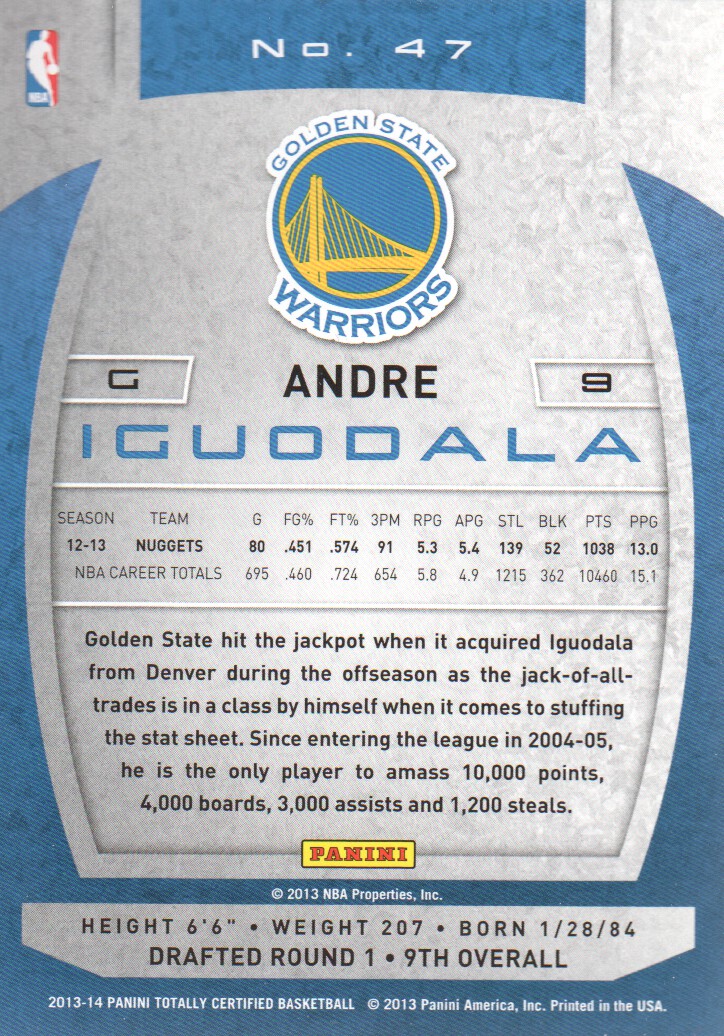 No. 47
NBA
GOLDEN STATE
WARRIORS
G ANDRE 9
IGUODALA
SEASON TEAM G FG% FT% 3PM RPG APG STL BLK PTS PPG
12-13 NUGGETS 80 .451 .574 91 5.3 5.4 139 52 1038 13.0
NBA CAREER TOTALS 695 .460 .724 654 5.8 4.9 1215 362 10460 15.1
Golden State hit the jackpot when it acquired Iguodala
from Denver during the offseason as the jack-of-all-
trades is in a class by himself when it comes to stuffing
the stat sheet. Since entering the league in 2004-05,
he is the only player to amass 10,000 points,
4,000 boards, 3,000 assists and 1,200 steals.
PANINI
© 2013 NBA Properties, Inc.
HEIGHT 6'6" • WEIGHT 207 • BORN 1/28/84
DRAFTED ROUND 1 • 9TH OVERALL
2013-14 PANINI TOTALLY CERTIFIED BASKETBALL © 2013 Panini America, Inc. Printed in the USA.